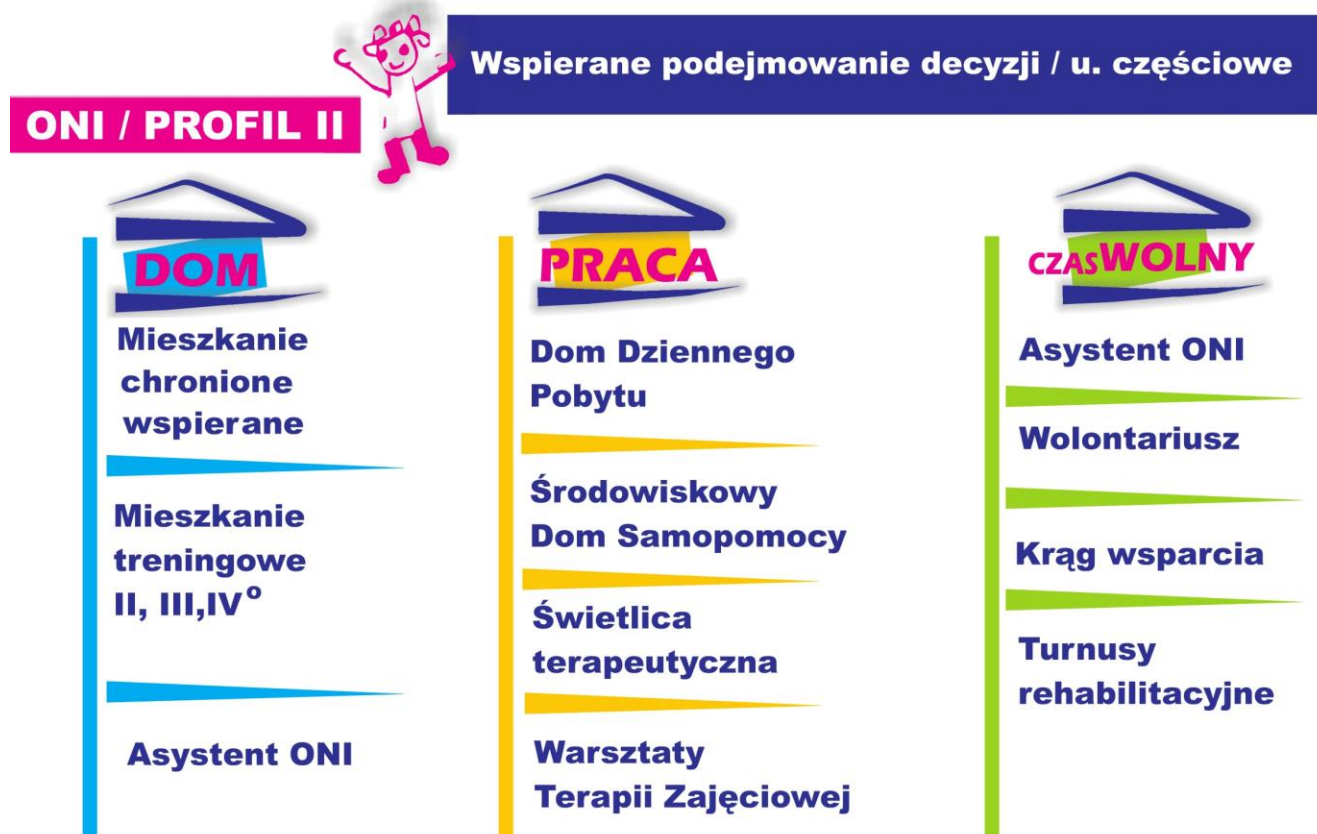 Wspierane podejmowanie decyzji / u. częściowe
ONI / PROFIL II
DOM
Mieszkanie
chronione
wspierane
Mieszkanie
treningowe
II, III,IV°
Asystent ONI
PRACA
Dom Dziennego
Pobytu
Środowiskowy
Dom Samopomocy
Świetlica
terapeutyczna
Warsztaty
Terapii Zajęciowej
CZASWOLNY
Asystent ONI
Wolontariusz
Krąg wsparcia
Turnusy
rehabilitacyjne